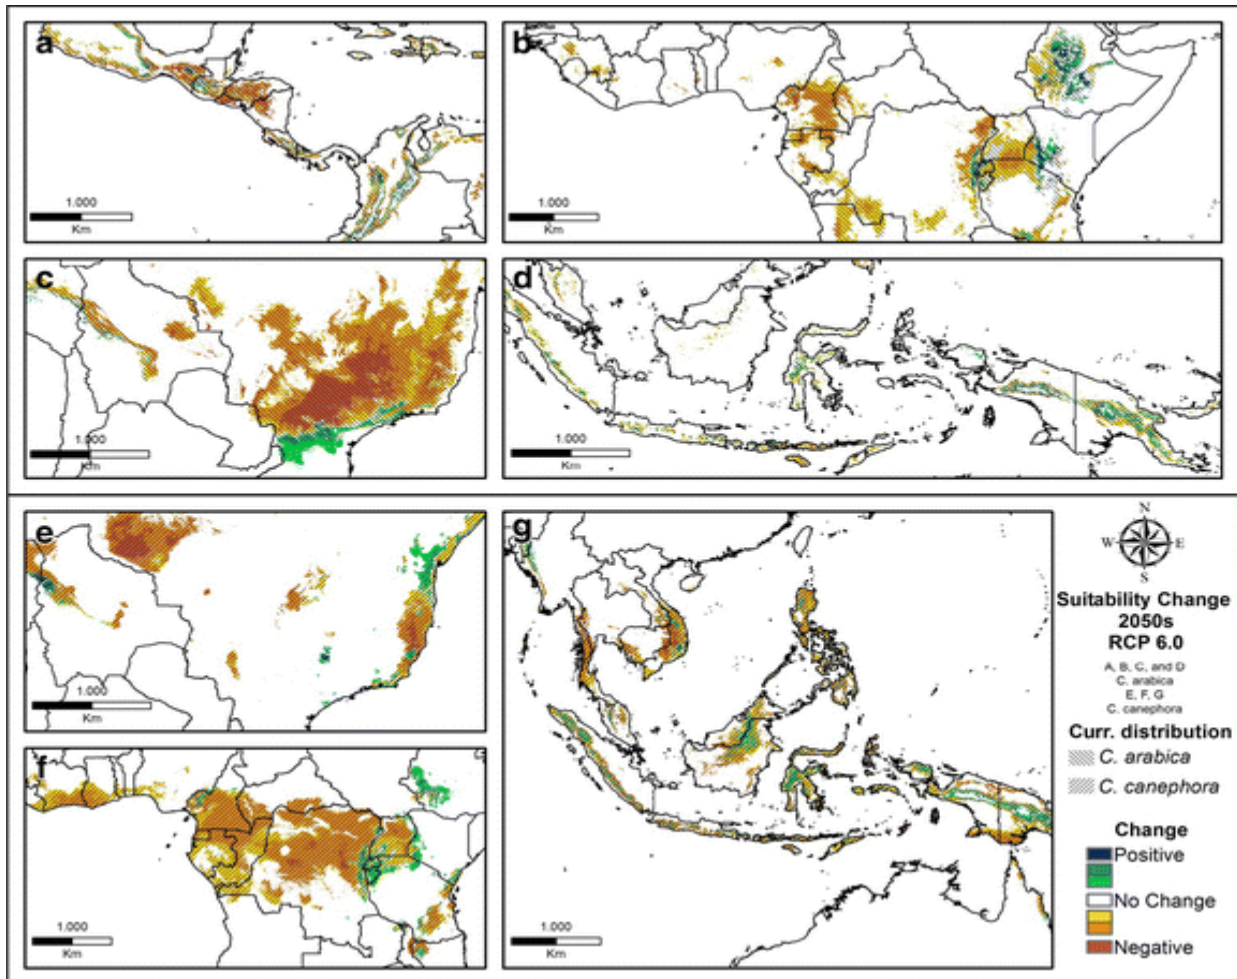 a
1.000
Km
b
1.000
Km
c
1.000
Km
d
1.000
Km
e
1.000
Km
f
1.000
Km
g
1.000
Km
N
W E
S
Suitability Change
2050s
RCP 6.0
A, B, C, and D
C. arabica
E, F, G
C. canephora
Curr. distribution
C. arabica
C. canephora
Change
Positive
No Change
Negative